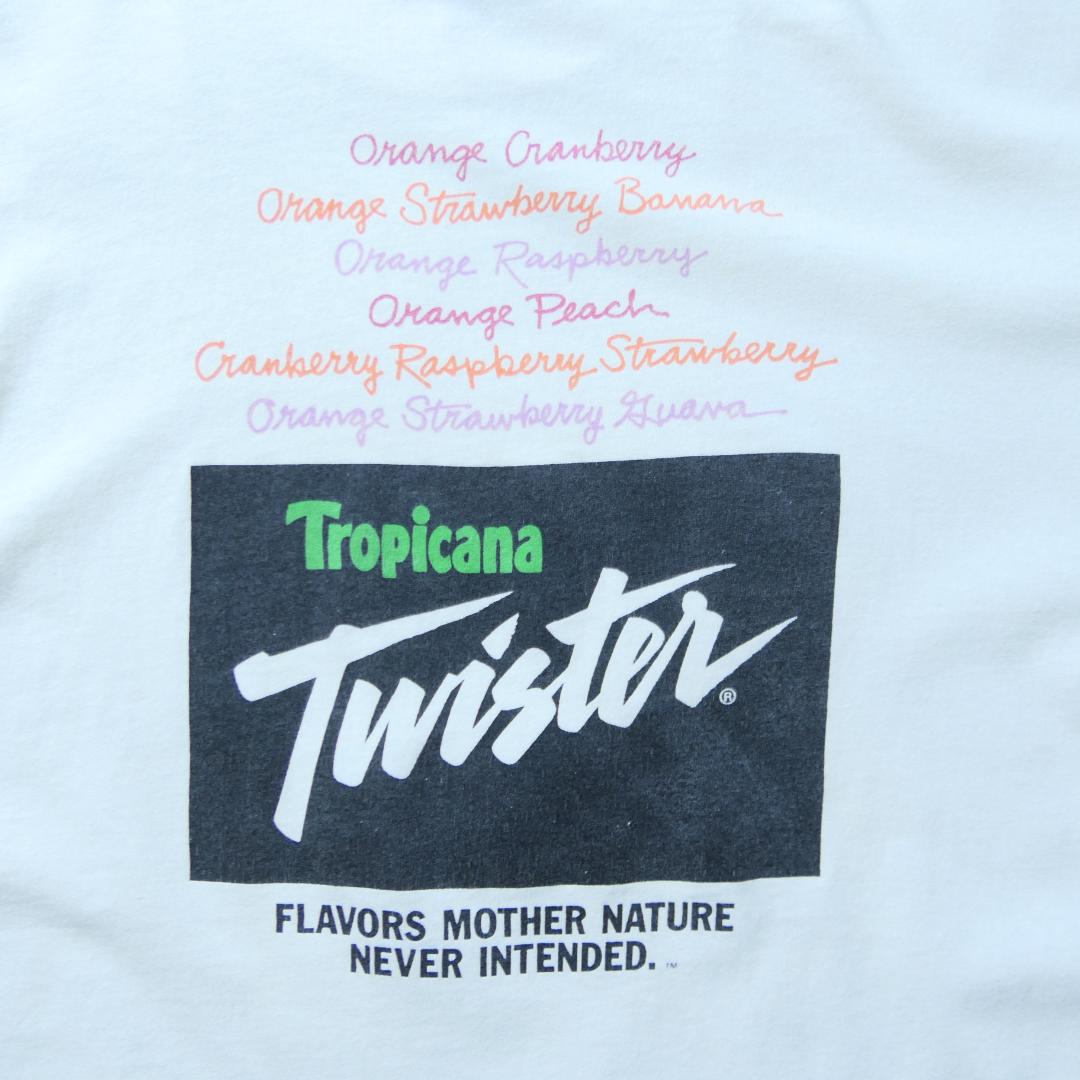 Orange Cranberry
Orange Strawberry Banana
Orange Raspberry
Orange Peach
Cranberry Raspberry Strawberry
Orange Strawberry Guava
Tropicana
Twister®
FLAVORS MOTHER NATURE
NEVER INTENDED.™